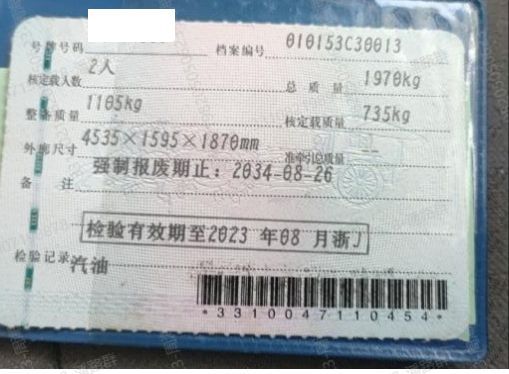 号牌号码 档案编号 010153C30013
核定载人数 2人 总质量 1970kg
整备质量 1105kg 核定载质量 735kg
外廓尺寸 4535×1595×1870mm 准牵引总质量 --
备注 强制报废期止：2034-08-26
检验有效期至2023 年08 月浙J
检验记录 汽油
*3310047110454*